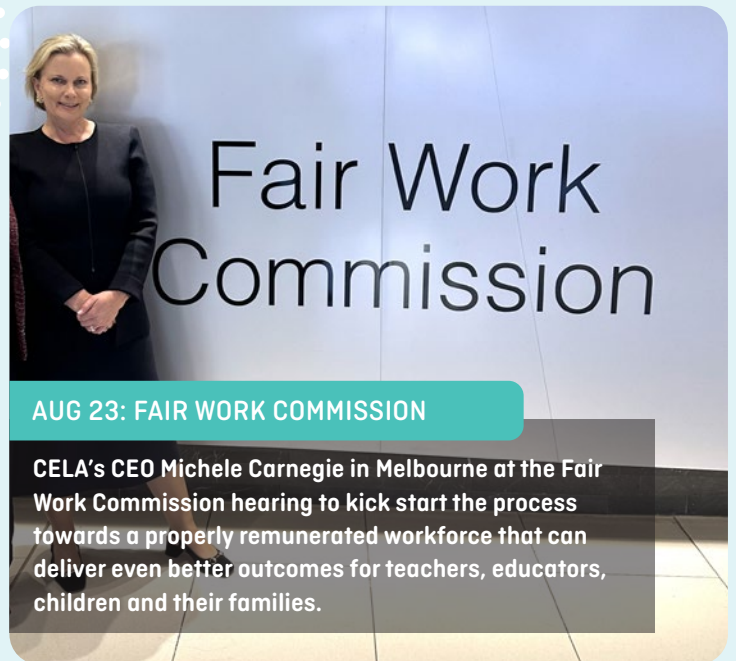 Fair Work
Commission
AUG 23: FAIR WORK COMMISSION
CELA's CEO Michele Carnegie in Melbourne at the Fair
Work Commission hearing to kick start the process
towards a properly remunerated workforce that can
deliver even better outcomes for teachers, educators,
children and their families.